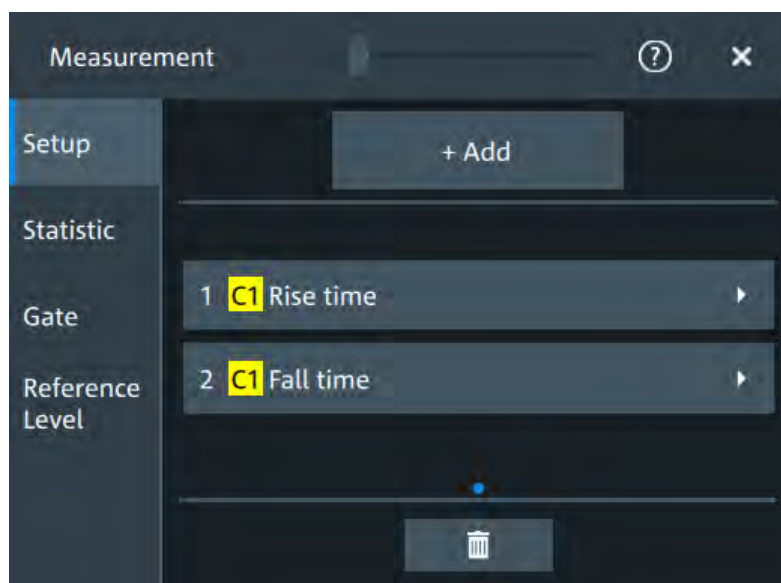 Measurement ?
Setup
+ Add
Statistic
1 C1 Rise time
Gate
2 C1 Fall time
Reference
Level